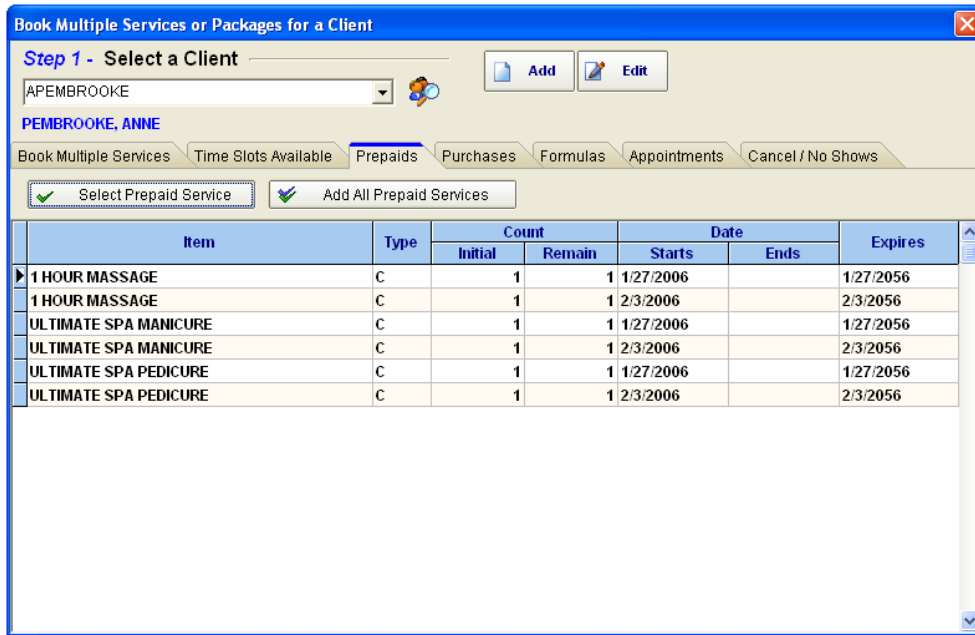 Book Multiple Services or Packages for a Client
Step 1 - Select a Client
Add Edit
APEMBROOKE
PEMBROOKE, ANNE
Book Multiple Services Time Slots Available Prepaids Purchases Formulas Appointments Cancel / No Shows
Select Prepaid Service Add All Prepaid Services
Item Type Count Date Expires
Initial Remain Starts Ends
1 HOUR MASSAGE C 1 1 1/27/2006 1/27/2056
1 HOUR MASSAGE C 1 1 2/3/2006 2/3/2056
ULTIMATE SPA MANICURE C 1 1 1/27/2006 1/27/2056
ULTIMATE SPA MANICURE C 1 1 2/3/2006 2/3/2056
ULTIMATE SPA PEDICURE C 1 1 1/27/2006 1/27/2056
ULTIMATE SPA PEDICURE C 1 1 2/3/2006 2/3/2056